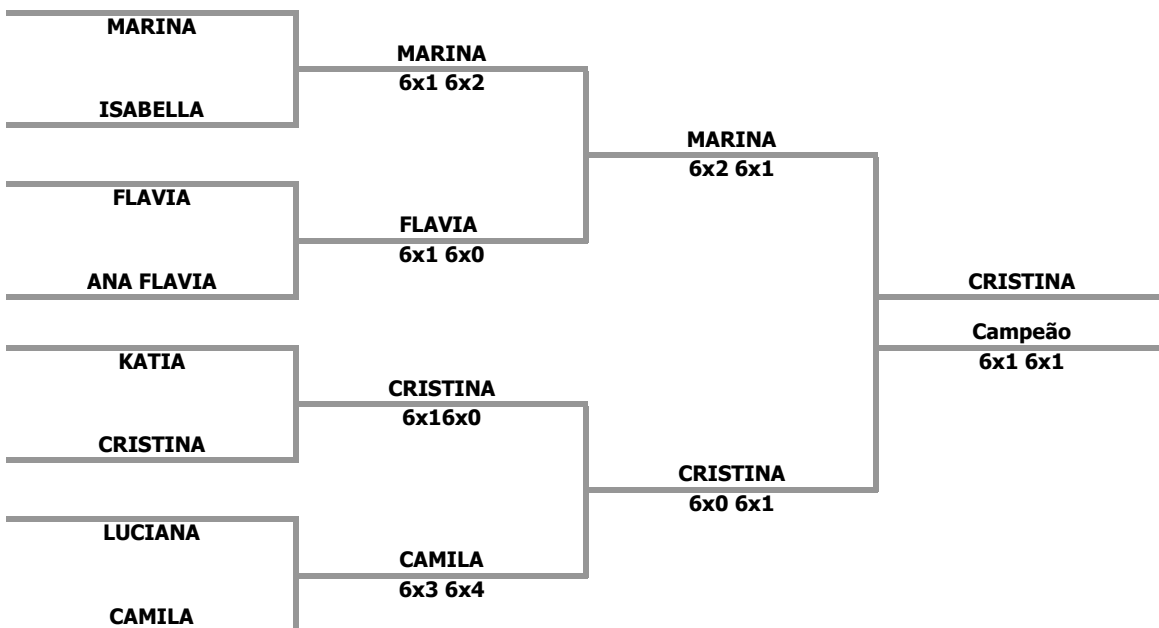 MARINA
ISABELLA
FLAVIA
ANA FLAVIA
KATIA
CRISTINA
LUCIANA
CAMILA
MARINA
6x1 6x2
FLAVIA
6x1 6x0
CRISTINA
6x16x0
CAMILA
6x3 6x4
MARINA
6x2 6x1
CRISTINA
6x0 6x1
CRISTINA
Campeão
6x1 6x1